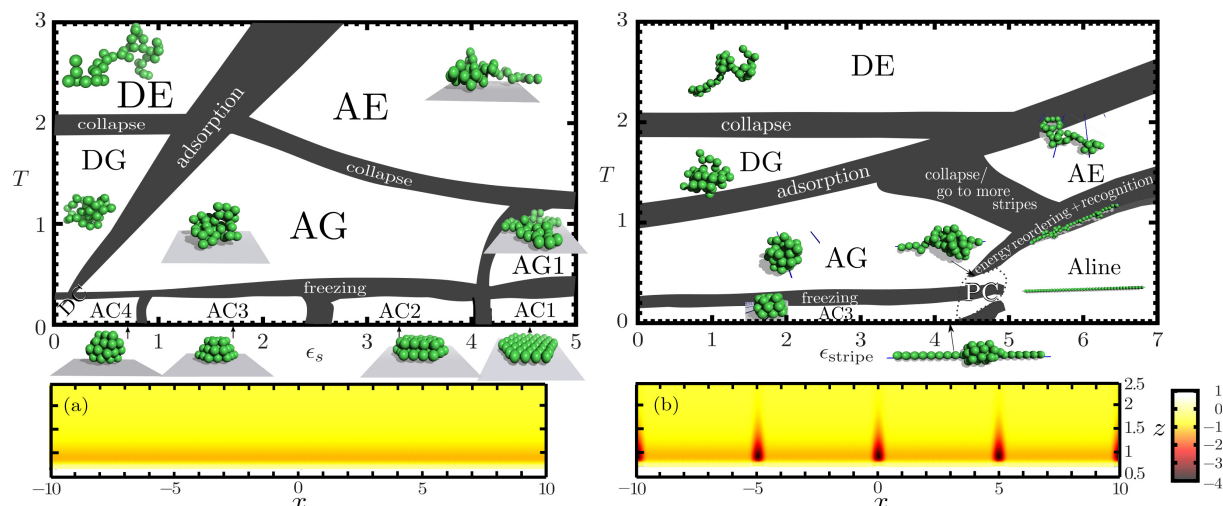 3
2
T
1
0
DE
AE
collapse
adsorption
DG
collapse
AG
AG1
freezing
DC
AC4
AC3
AC2
AC1
0
1
2
ϵs
3
4
5
3
2
T
1
0
DE
collapse
DG
adsorption
collapse/
go to more
stripes
AE
energy reordering + recognition
AG
Aline
PC
freezing
AC3
0
1
2
ϵstripe
3
4
5
6
7
(a)
−10
−5
0
5
10
x
(b)
2.5
2
1.5
1
0.5
z
−10
−5
0
5
10
x
1
0
−1
−2
−3
−4